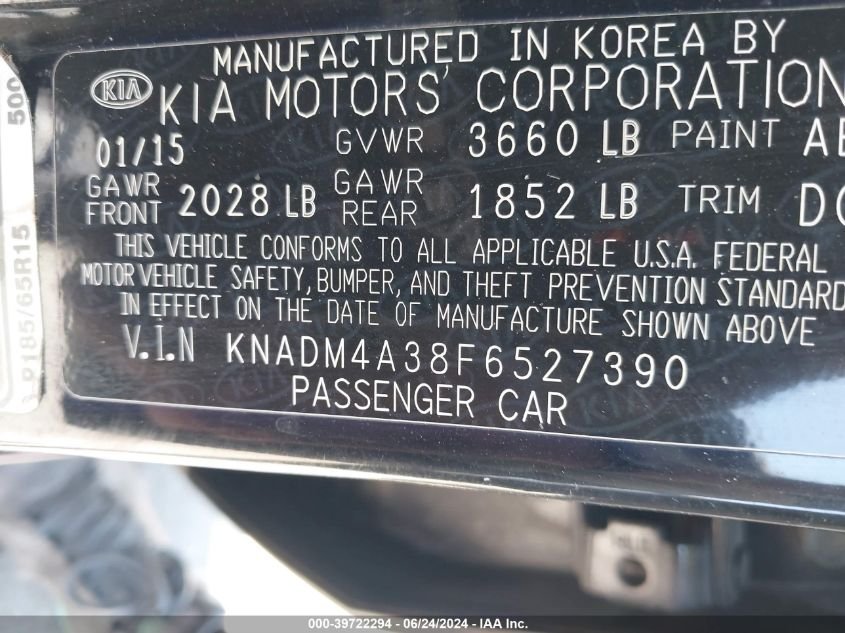 MANUFACTURED IN KOREA BY
KIA KIA MOTORS' CORPORATION
01/15 GVWR 3660 LB PAINT AB
GAWR FRONT 2028 LB GAWR REAR 1852 LB TRIM
THIS VEHICLE CONFORMS TO ALL APPLICABLE U.S.A. FEDERAL
MOTOR VEHICLE SAFETY, BUMPER, AND THEFT PREVENTION STANDARD
IN EFFECT ON THE DATE OF MANUFACTURE SHOWN ABOVE
V.I.N KNADM4A38F6527390
PASSENGER CAR
P185/65R15
500
000-39722294 - 06/24/2024 - IAA Inc.